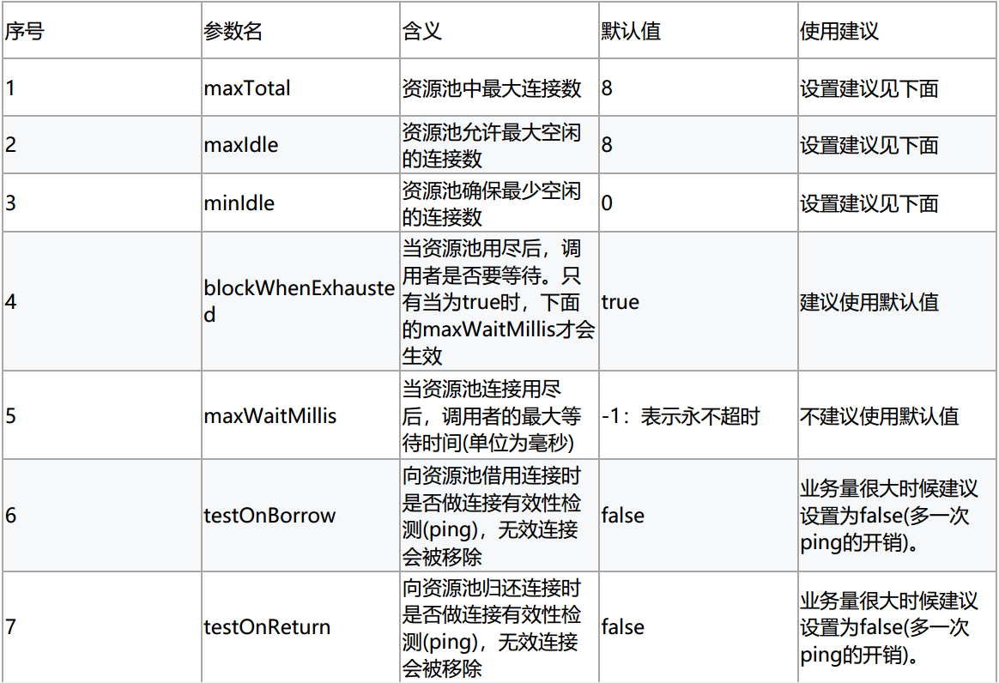 序号 参数名 含义 默认值 使用建议
1 maxTotal 资源池中最大连接数 8 设置建议见下面
2 maxIdle 资源池允许最大空闲
的连接数 8 设置建议见下面
3 minIdle 资源池确保最少空闲
的连接数 0 设置建议见下面
4 blockWhenExhauste
d 当资源池用尽后，调
用者是否要等待。只
有当为true时，下面
的maxWaitMillis才会
生效 true 建议使用默认值
5 maxWaitMillis 当资源池连接用尽
后，调用者的最大等
待时间(单位为毫秒) -1：表示永不超时 不建议使用默认值
6 testOnBorrow 向资源池借用连接时
是否做连接有效性检
测(ping)，无效连接
会被移除 false 业务量很大时候建议
设置为false(多一次
ping的开销)。
7 testOnReturn 向资源池归还连接时
是否做连接有效性检
测(ping)，无效连接
会被移除 false 业务量很大时候建议
设置为false(多一次
ping的开销)。